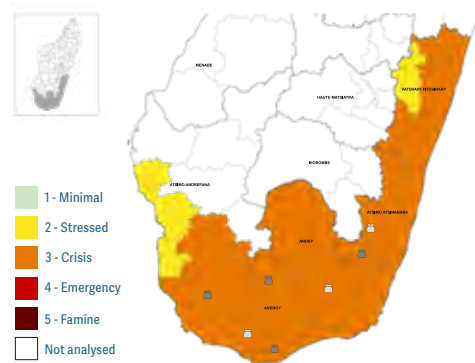 MENABE
VATOVAVY FITOVINANY
HAUTE MATSIATRA
IHOROMBE
ATSIMO ANDREFANA
1 - Minimal
2 - Stressed
ATSIMO ATSINANANA
ANOSY
3 - Crisis
4 - Emergency
ANDROY
5 - Famine
Not analysed